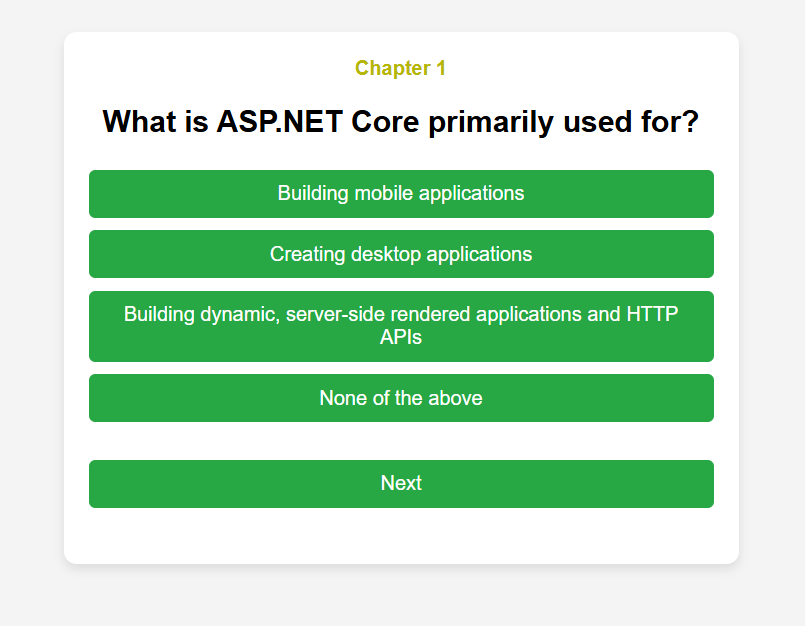 Chapter 1
What is ASP.NET Core primarily used for?
Building mobile applications
Creating desktop applications
Building dynamic, server-side rendered applications and HTTP
APIs
None of the above
Next